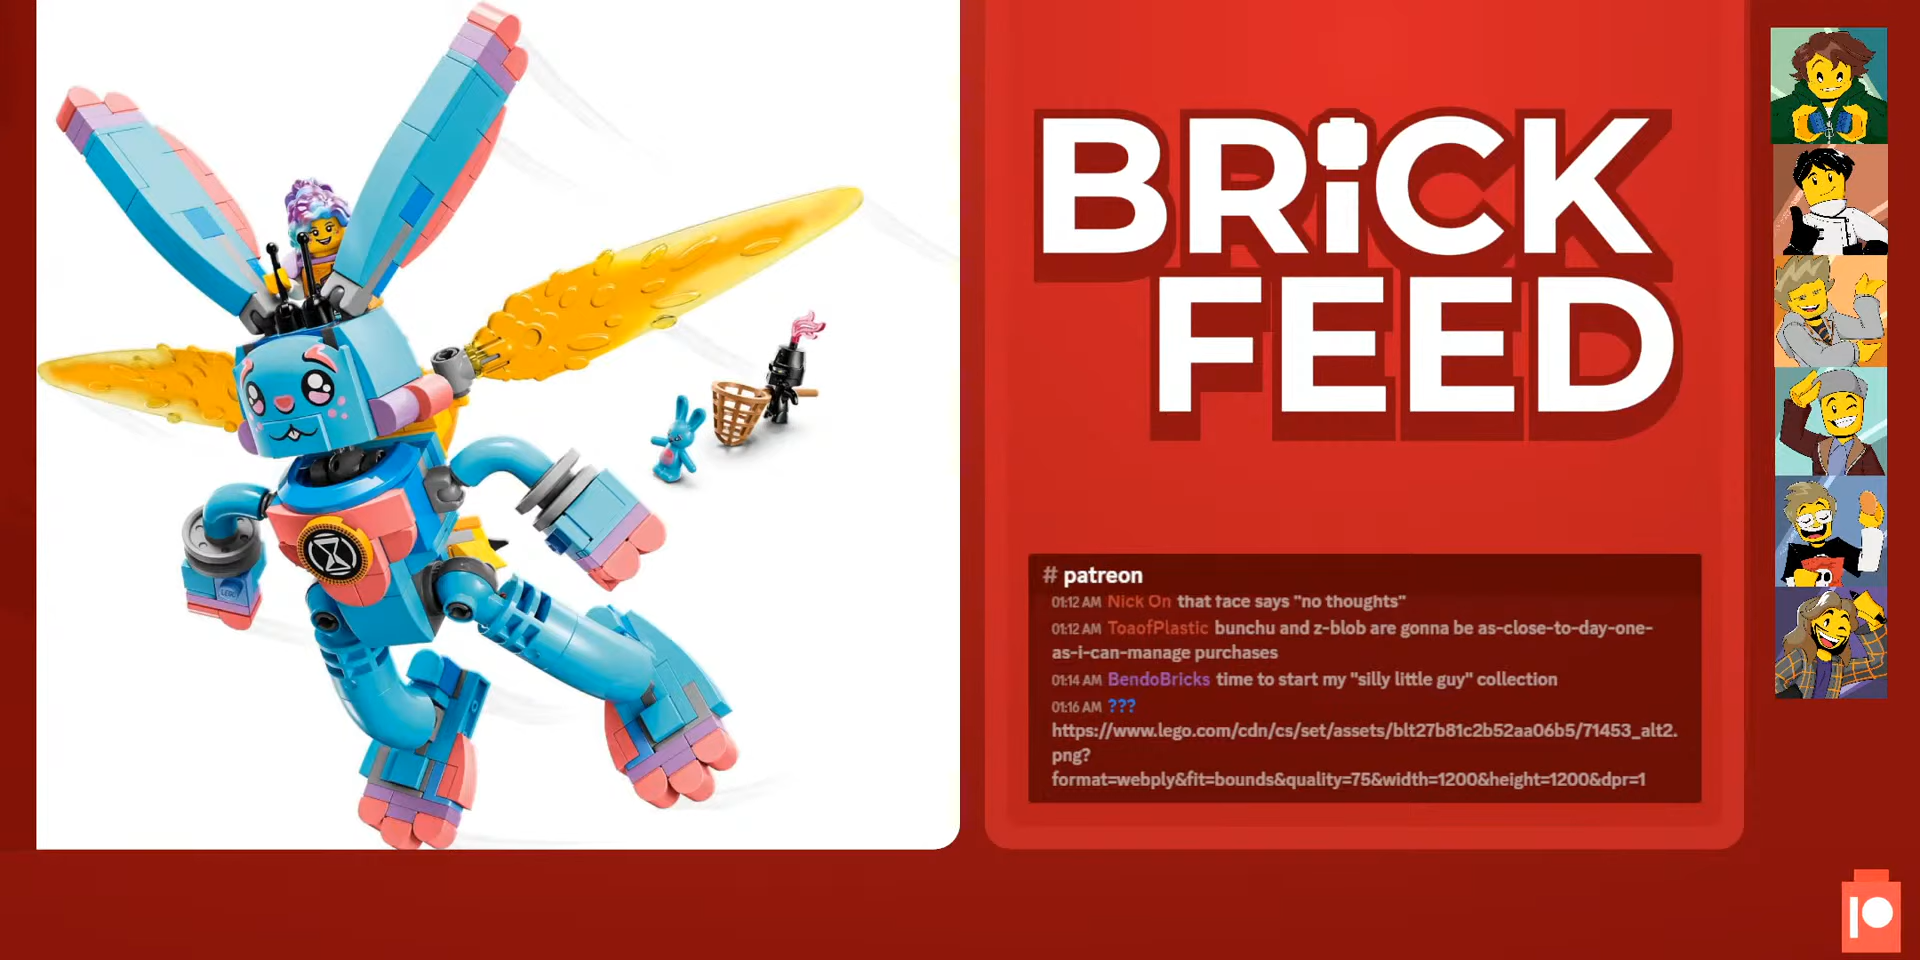 BRiCK
FEED
# patreon
01:12 AM Nick On that face says "no thoughts"
01:12 AM ToaofPlastic bunchu and z-blob are gonna be as-close-to-day-one-
as-i-can-manage purchases
01:14 AM BendoBricks time to start my "silly little guy" collection
01:16 AM ???
https://www.lego.com/cdn/cs/set/assets/blt27b81c2b52aa06b5/71453_alt2.
png?
format=webply&fit=bounds&quality=75&width=1200&height=1200&dpr=1
LEGO